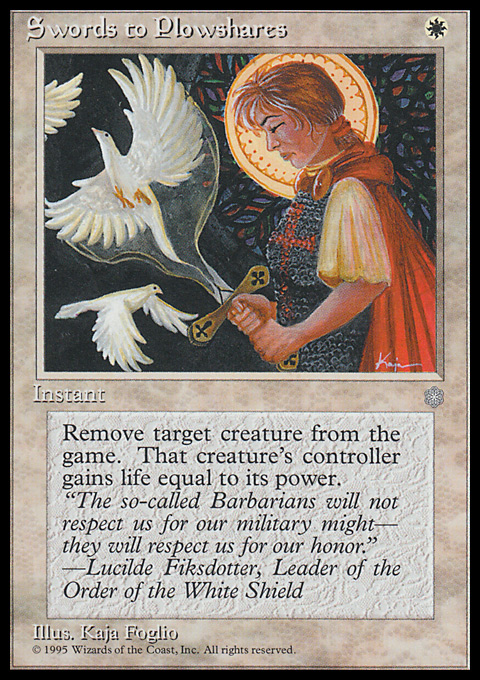 Swords to Plowshares
Kaja
Instant
Remove target creature from the
game. That creature's controller
gains life equal to its power.
“The so-called Barbarians will not
respect us for our military might—
they will respect us for our honor.”
—Lucilde Fiksdotter, Leader of the
Order of the White Shield
Illus. Kaja Foglio
© 1995 Wizards of the Coast, Inc. All rights reserved.